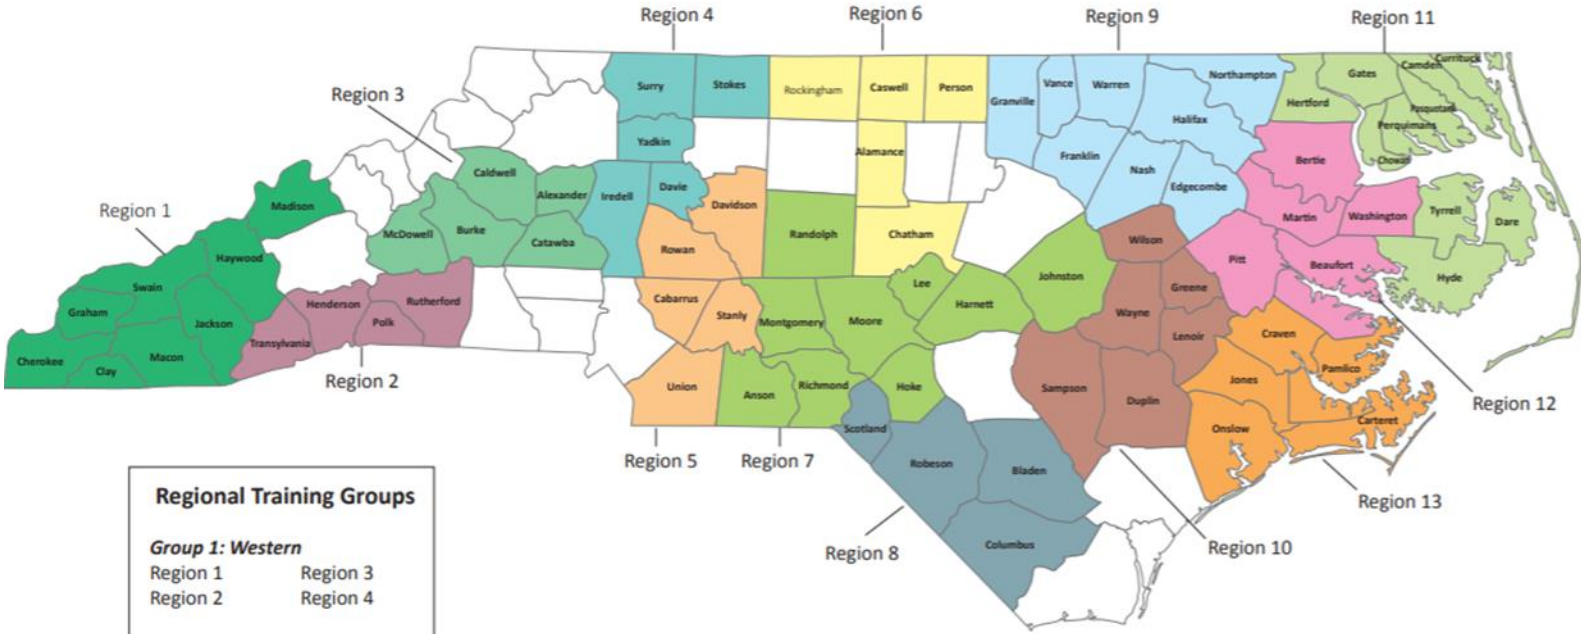 Region 4
Region 6
Region 9
Region 11
Region 3
Region 1
Surry
Stokes
Rockingham
Caswell
Person
Granville
Vance
Warren
Northampton
Hertford
Gates
Camden
Currituck
Pasquotank
Perquimans
Chowan
Halifax
Yadkin
Alamance
Franklin
Nash
Edgecombe
Bertie
Caldwell
Alexander
Iredell
Davie
Davidson
Madison
McDowell
Burke
Catawba
Rowan
Randolph
Chatham
Wilson
Martin
Washington
Tyrrell
Dare
Haywood
Swain
Graham
Jackson
Henderson
Rutherford
Polk
Transylvania
Cherokee
Clay
Macon
Cabarrus
Stanly
Montgomery
Moore
Lee
Harnett
Johnston
Wayne
Greene
Lenoir
Pitt
Beaufort
Hyde
Craven
Pamlico
Jones
Union
Anson
Richmond
Hoke
Sampson
Duplin
Onslow
Carteret
Scotland
Robeson
Bladen
Columbus
Region 2
Region 5
Region 7
Region 8
Region 10
Region 12
Region 13
Regional Training Groups
Group 1: Western
Region 1 Region 3
Region 2 Region 4